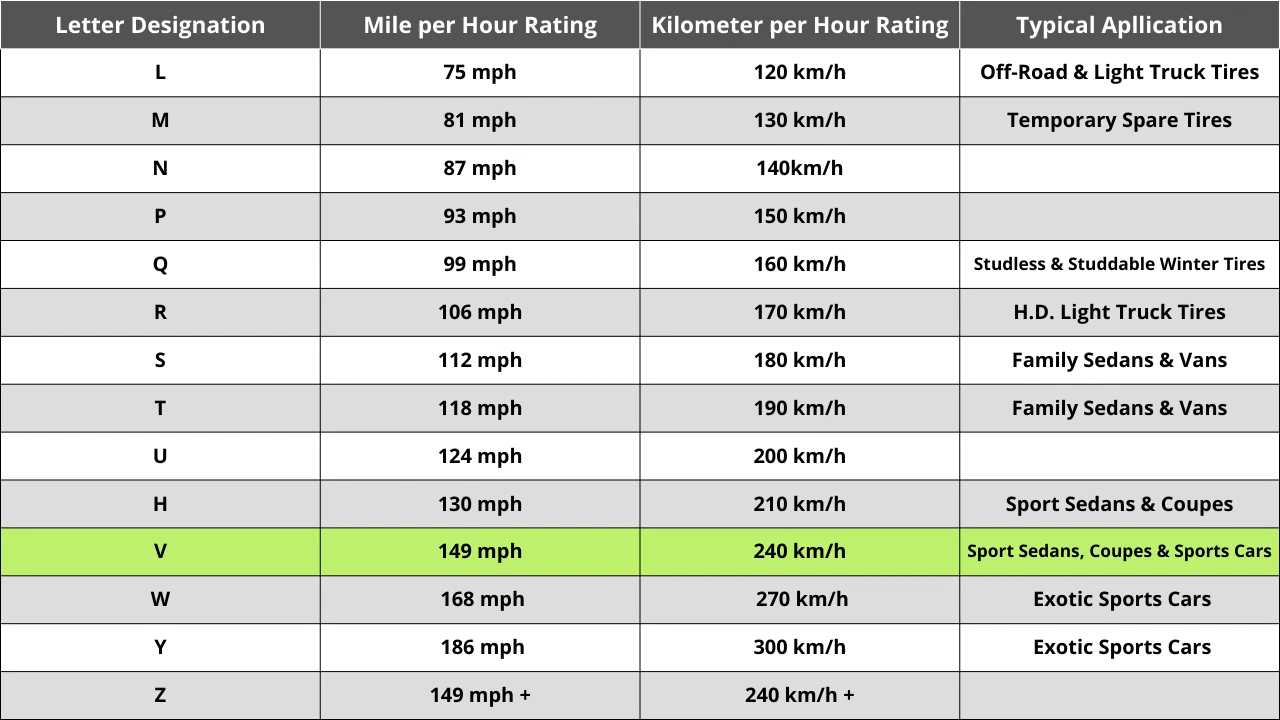 Letter Designation Mile per Hour Rating Kilometer per Hour Rating Typical Apllication
L 75 mph 120 km/h Off-Road & Light Truck Tires
M 81 mph 130 km/h Temporary Spare Tires
N 87 mph 140km/h
P 93 mph 150 km/h
Q 99 mph 160 km/h Studless & Studdable Winter Tires
R 106 mph 170 km/h H.D. Light Truck Tires
S 112 mph 180 km/h Family Sedans & Vans
T 118 mph 190 km/h Family Sedans & Vans
U 124 mph 200 km/h
H 130 mph 210 km/h Sport Sedans & Coupes
V 149 mph 240 km/h Sport Sedans, Coupes & Sports Cars
W 168 mph 270 km/h Exotic Sports Cars
Y 186 mph 300 km/h Exotic Sports Cars
Z 149 mph + 240 km/h +